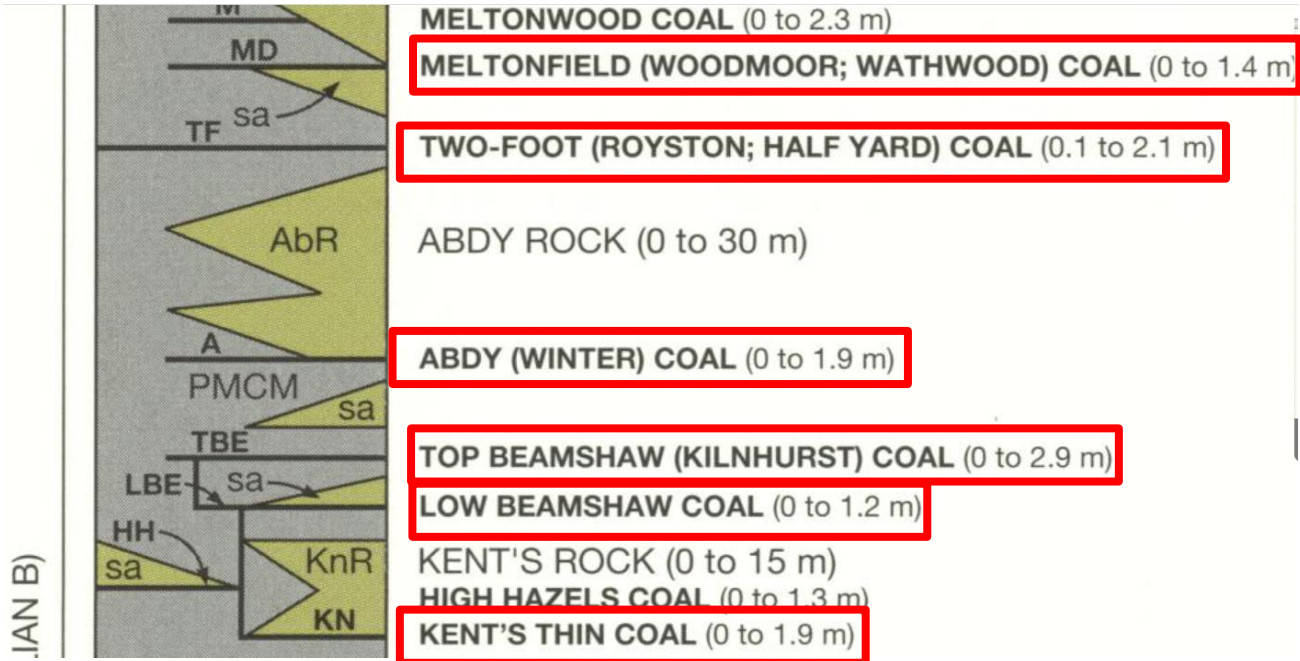 M
MELTONWOOD COAL (0 to 2.3 m)
MD
MELTONFIELD (WOODMOOR; WATHWOOD) COAL (0 to 1.4 m)
sa
TF
TWO-FOOT (ROYSTON; HALF YARD) COAL (0.1 to 2.1 m)
AbR
ABDY ROCK (0 to 30 m)
A
ABDY (WINTER) COAL (0 to 1.9 m)
PMCM
sa
TBE
TOP BEAMSHAW (KILNHURST) COAL (0 to 2.9 m)
LBE
sa
LOW BEAMSHAW COAL (0 to 1.2 m)
HH
sa
KnR
KENT'S ROCK (0 to 15 m)
HIGH HAZELS COAL (0 to 1.3 m)
KN
KENT'S THIN COAL (0 to 1.9 m)
LIAN B)